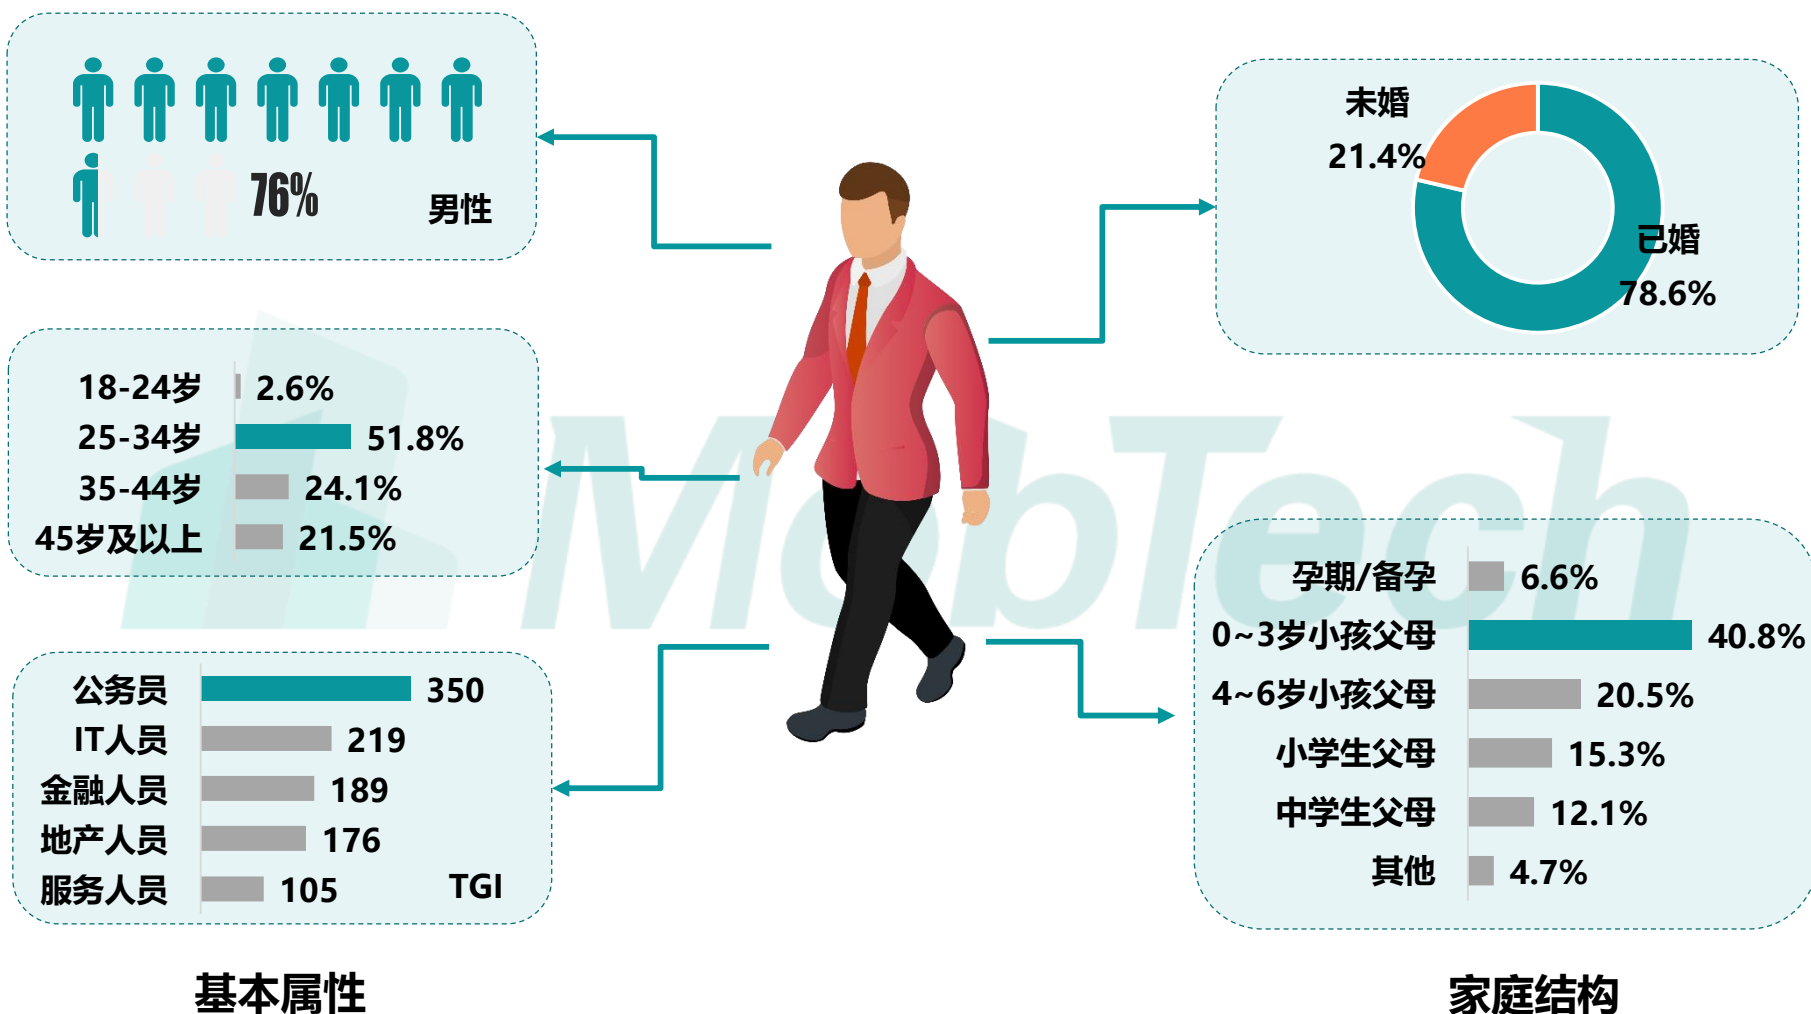 76%
男性
18-24岁 2.6%
25-34岁 51.8%
35-44岁 24.1%
45岁及以上 21.5%
公务员 350
IT人员 219
金融人员 189
地产人员 176
服务人员 105
TGI
基本属性
未婚
21.4%
已婚
78.6%
孕期/备孕 6.6%
0~3岁小孩父母 40.8%
4~6岁小孩父母 20.5%
小学生父母 15.3%
中学生父母 12.1%
其他 4.7%
家庭结构
MobTech